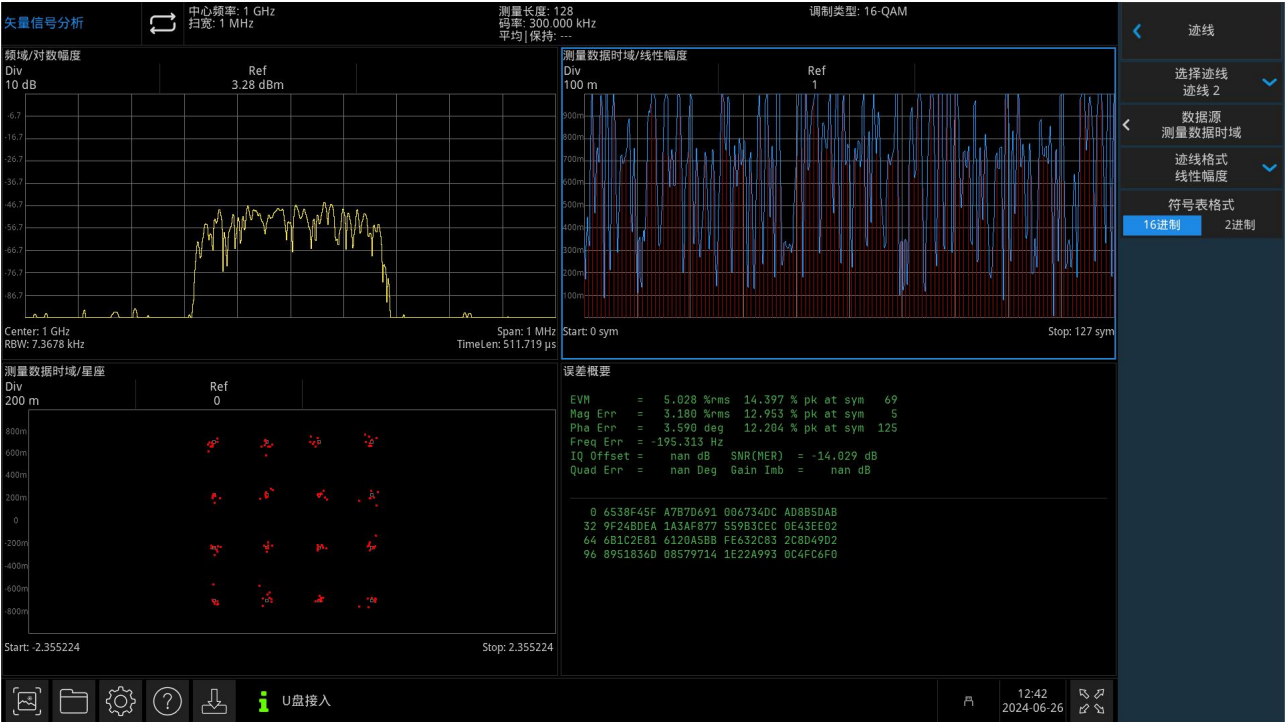 矢量信号分析
中心频率: 1 GHz
扫宽: 1 MHz
测量长度: 128
码率: 300.000 kHz
平均|保持: ---
调制类型: 16-QAM
频域/对数幅度
Div
10 dB
Ref
3.28 dBm
-6.7
-16.7
-26.7
-36.7
-46.7
-56.7
-66.7
-76.7
-86.7
Center: 1 GHz
Span: 1 MHz
RBW: 7.3678 kHz
TimeLen: 511.719 µs
测量数据时域/线性幅度
Div
100 m
Ref
1
900m
800m
700m
600m
500m
400m
300m
200m
100m
Start: 0 sym
Stop: 127 sym
测量数据时域/星座
Div
200 m
Ref
0
800m
600m
400m
200m
0
-200m
-400m
-600m
-800m
Start: -2.355224
Stop: 2.355224
误差概要
EVM = 5.028 %rms 14.397 % pk at sym 69
Mag Err = 3.180 %rms 12.953 % pk at sym 5
Pha Err = 3.590 deg 12.204 % pk at sym 125
Freq Err = -195.313 Hz
IQ Offset = nan dB SNR(MER) = -14.029 dB
Quad Err = nan Deg Gain Imb = nan dB
0 6538F45F A7B7D691 006734DC AD8B5DAB
32 9F24BDEA 1A3AF877 559B3CEC 0E43EE02
64 6B1C2E81 6120A5BB FE632C83 2C8D49D2
96 8951836D 08579714 1E22A993 0C4FC6F0
迹线
选择迹线
迹线 2
数据源
测量数据时域
迹线格式
线性幅度
符号表格式
16进制
2进制
U盘接入
12:42
2024-06-26